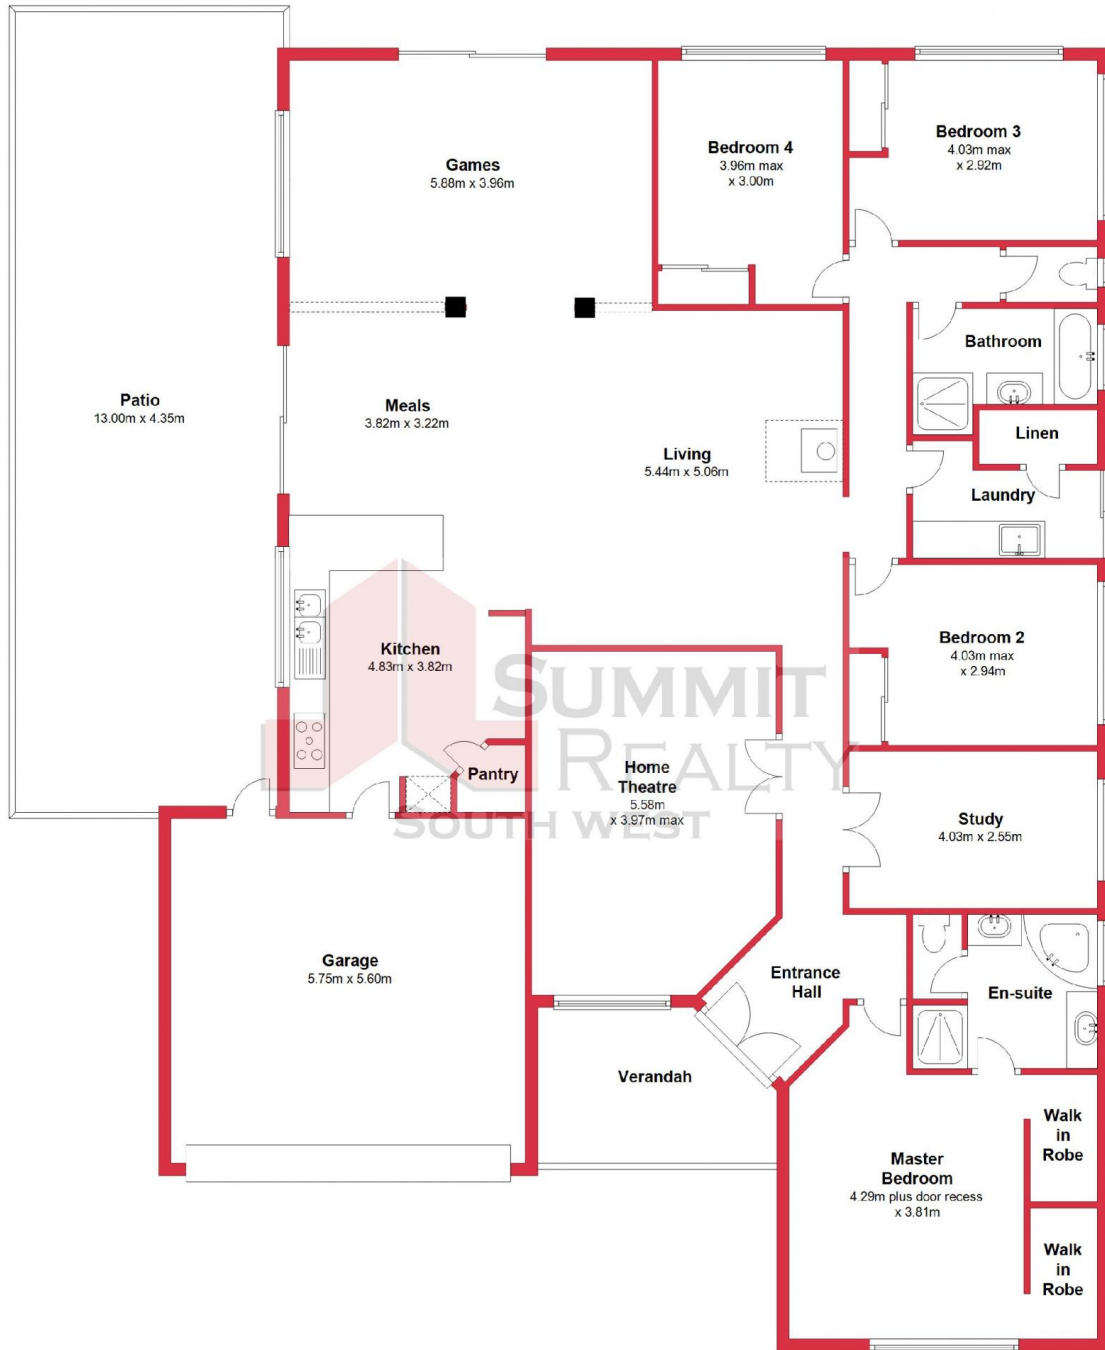 Games
5.88m x 3.96m
Bedroom 4
3.96m max
x 3.00m
Bedroom 3
4.03m max
x 2.92m
Patio
13.00m x 4.35m
Meals
3.82m x 3.22m
Living
5.44m x 5.06m
Bathroom
Linen
Laundry
Kitchen
4.83m x 3.82m
Bedroom 2
4.03m max
x 2.94m
SUMMIT
REALTY
SOUTH WEST
Pantry
Home
Theatre
5.58m
x 3.97m max
Study
4.03m x 2.55m
Garage
5.75m x 5.60m
Entrance
Hall
En-suite
Verandah
Master
Bedroom
4.29m plus door recess
x 3.81m
Walk
in
Robe
Walk
in
Robe